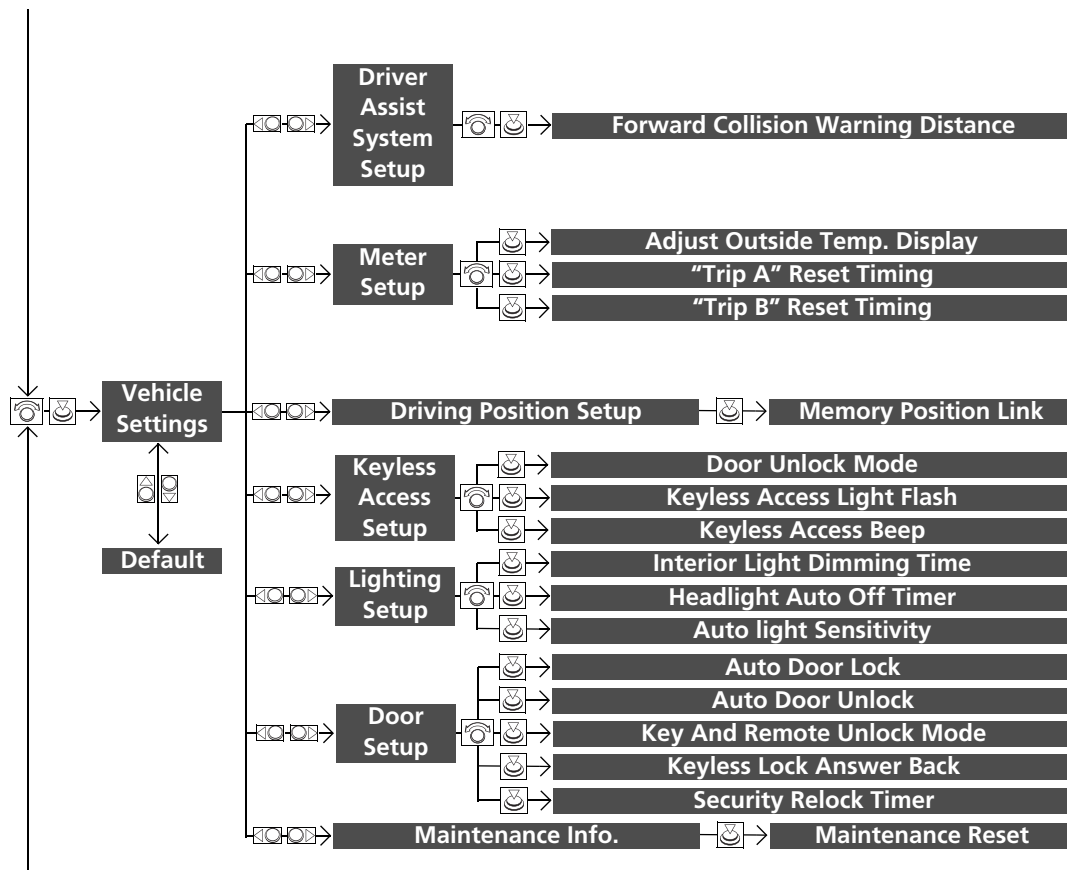 Driver
Assist
System
Setup
Forward Collision Warning Distance
Meter
Setup
Adjust Outside Temp. Display
“Trip A” Reset Timing
“Trip B” Reset Timing
Vehicle
Settings
Default
Driving Position Setup
Memory Position Link
Keyless
Access
Setup
Door Unlock Mode
Keyless Access Light Flash
Keyless Access Beep
Lighting
Setup
Interior Light Dimming Time
Headlight Auto Off Timer
Auto light Sensitivity
Door
Setup
Auto Door Lock
Auto Door Unlock
Key And Remote Unlock Mode
Keyless Lock Answer Back
Security Relock Timer
Maintenance Info.
Maintenance Reset